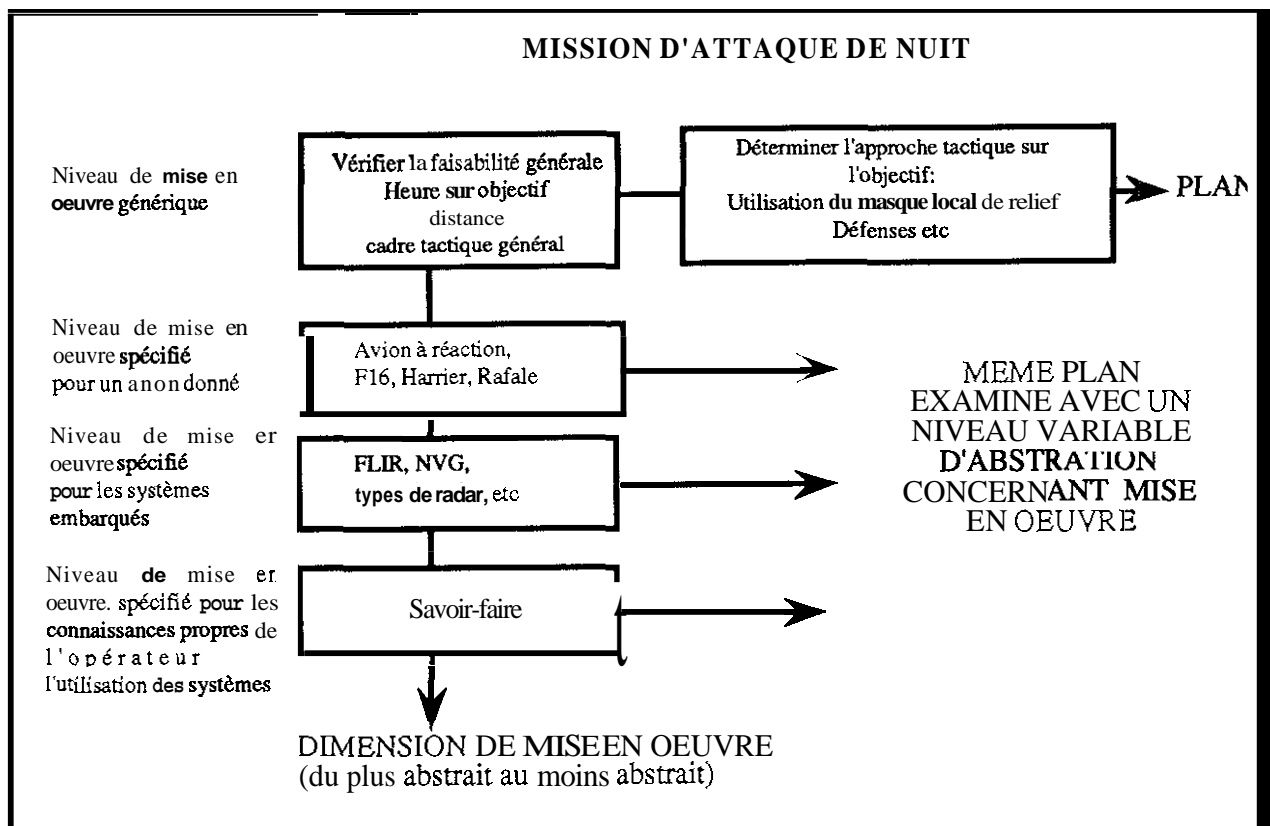 MISSION D'ATTAQUE DE NUIT
Niveau de mise en
oeuvre générique
Vérifier la faisabilité générale
Heure sur objectif
distance
cadre tactique général
Déterminer l'approche tactique sur
l'objectif:
Utilisation du masque local de relief
Défenses etc
PLAN
Niveau de mise en
oeuvre spécifié
pour un anon donné
Avion à réaction,
F16, Harrier, Rafale
MEME PLAN
EXAMINE AVEC UN
NIVEAU VARIABLE
D'ABSTRATION
CONCERNANT MISE
EN OEUVRE
Niveau de mise er
oeuvre spécifié
pour les systèmes
embarqués
FLIR, NVG,
types de radar, etc
Niveau de mise er
oeuvre. spécifié pour les
connaissances propres de
l'opérateur
l'utilisation des systèmes
Savoir-faire
DIMENSION DE MISE EN OEUVRE
(du plus abstrait au moins abstrait)